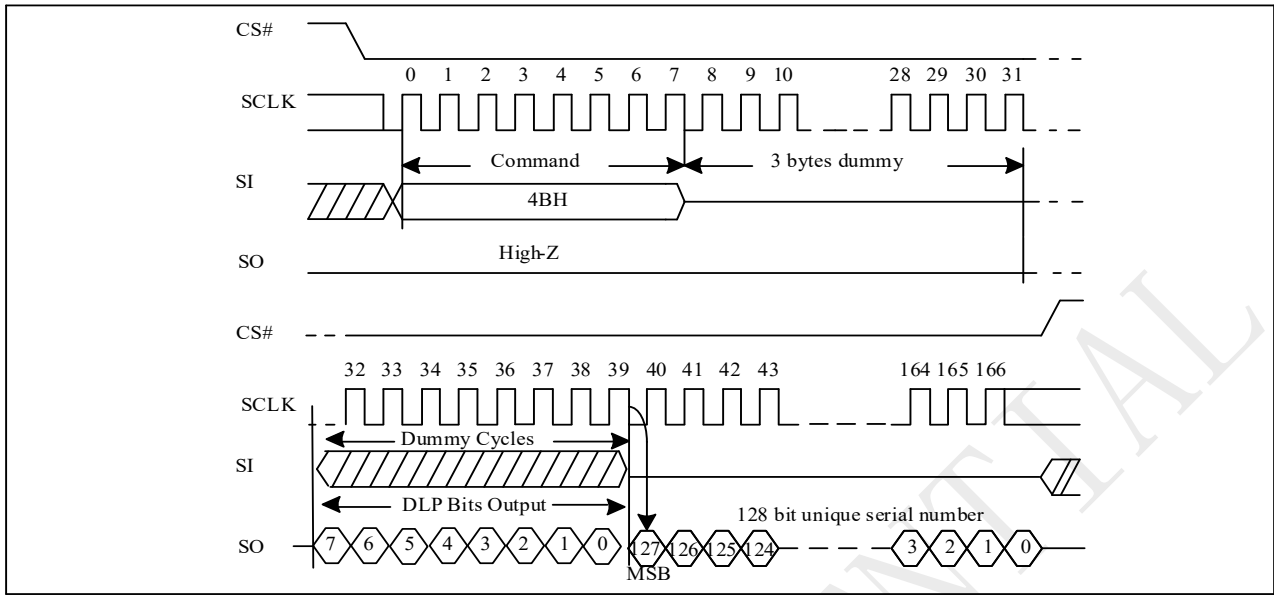 CS#
0 1 2 3 4 5 6 7 8 9 10 28 29 30 31
SCLK
Command 3 bytes dummy
SI
4BH
High-Z
SO
CS#
32 33 34 35 36 37 38 39 40 41 42 43 164 165 166
SCLK
Dummy Cycles
SI
DLP Bits Output
128 bit unique serial number
SO 7 6 5 4 3 2 1 0 127 126 125 124 3 2 1 0
MSB